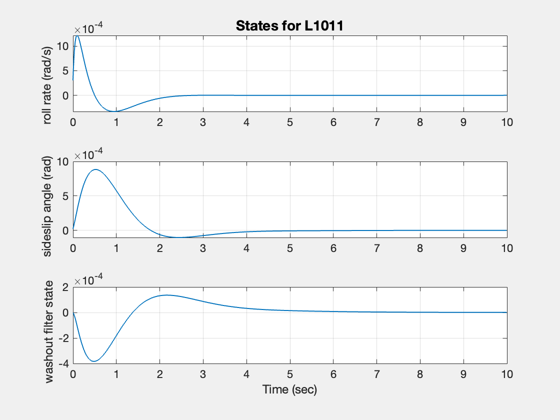 States for L1011
×10⁻⁴
roll rate (rad/s)
10
5
0
0 1 2 3 4 5 6 7 8 9 10
×10⁻⁴
sideslip angle (rad)
10
5
0
0 1 2 3 4 5 6 7 8 9 10
×10⁻⁴
washout filter state
2
0
-2
-4
0 1 2 3 4 5 6 7 8 9 10
Time (sec)